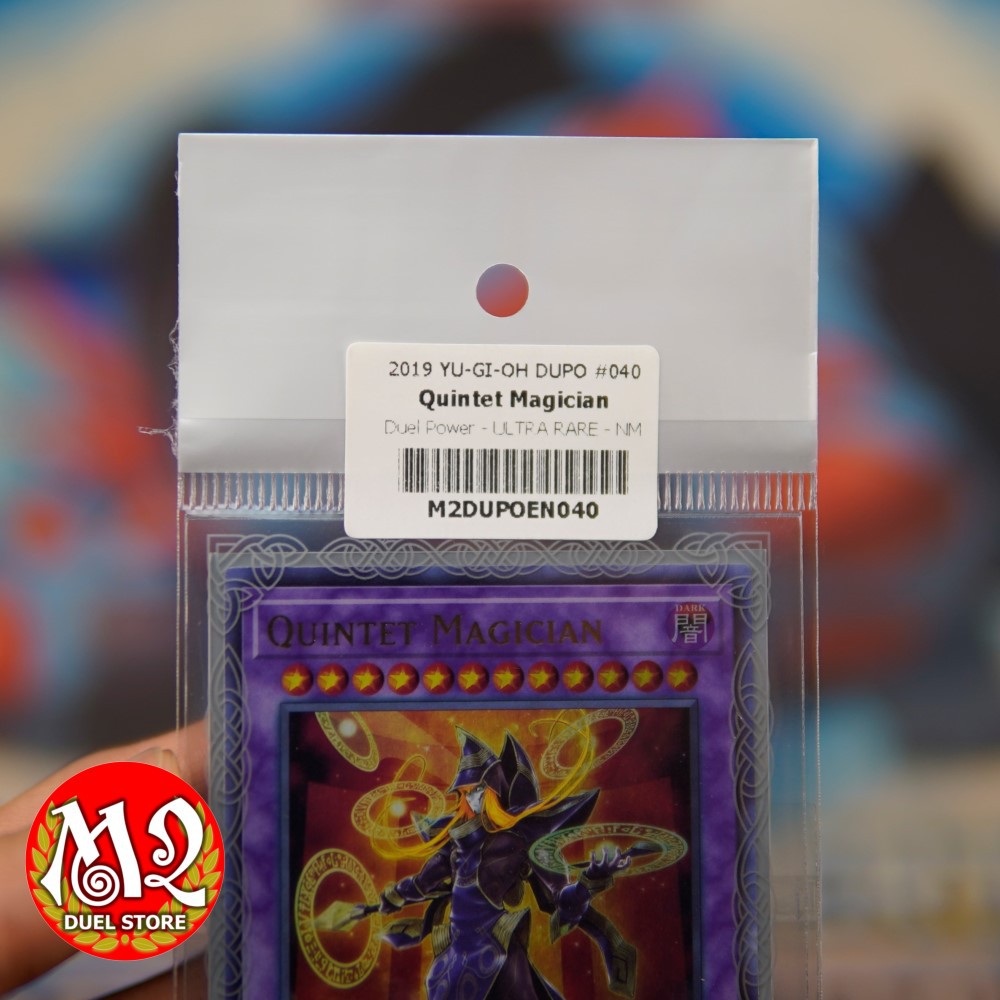 2019 YU-GI-OH DUPO #040
Quintet Magician
Duel Power - ULTRA RARE - NM
M2DUPOEN040
QUINTET MAGICIAN
DARK
闇
M2
DUEL STORE